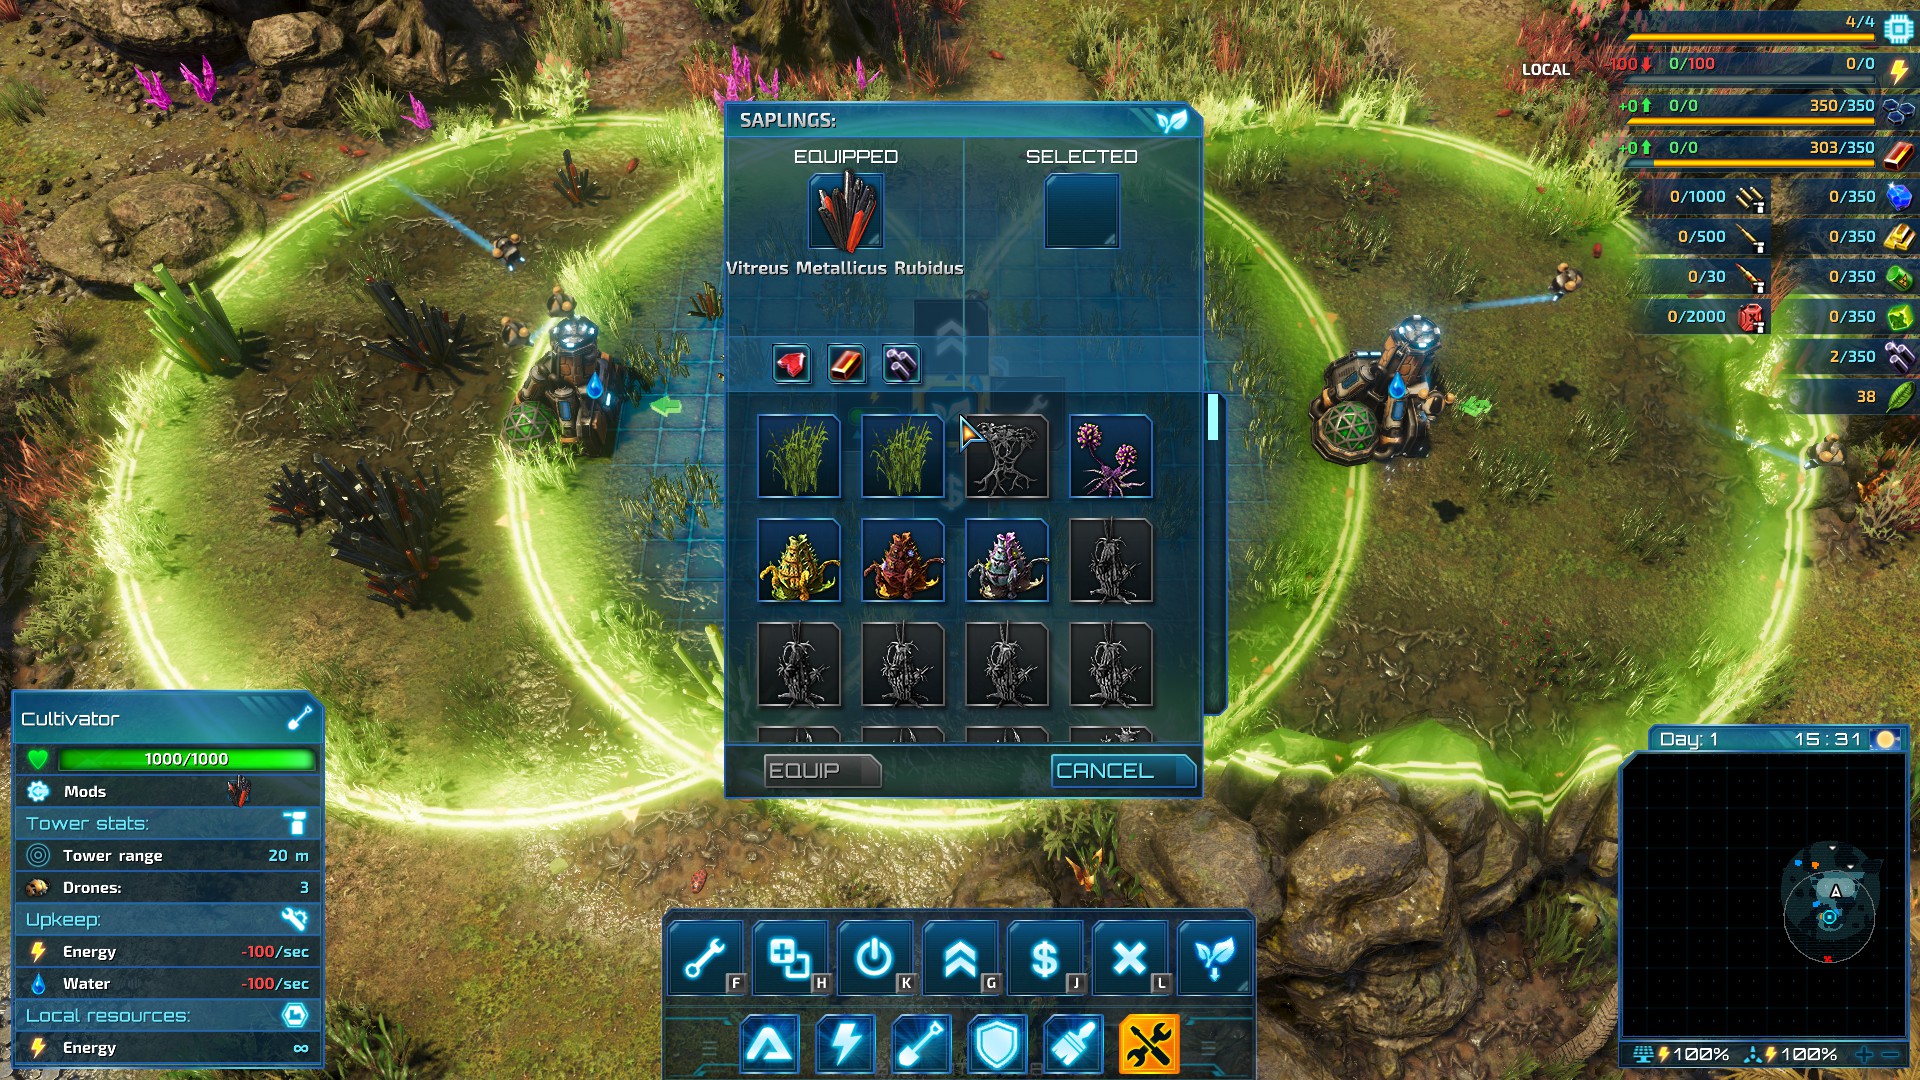 4/4
LOCAL
-100 0/100 0/0
+0 0/0 350/350
+0 0/0 303/350
0/1000 0/350
0/500 0/350
0/30 0/350
0/2000 0/350
2/350
38
SAPLINGS:
EQUIPPED
SELECTED
Vitreus Metallicus Rubidus
EQUIP
CANCEL
Cultivator
1000/1000
Mods
Tower stats:
Tower range 20 m
Drones: 3
Upkeep:
Energy -100/sec
Water -100/sec
Local resources:
Energy ∞
F H K G J L
Day: 1 15:31
A
100% 100%